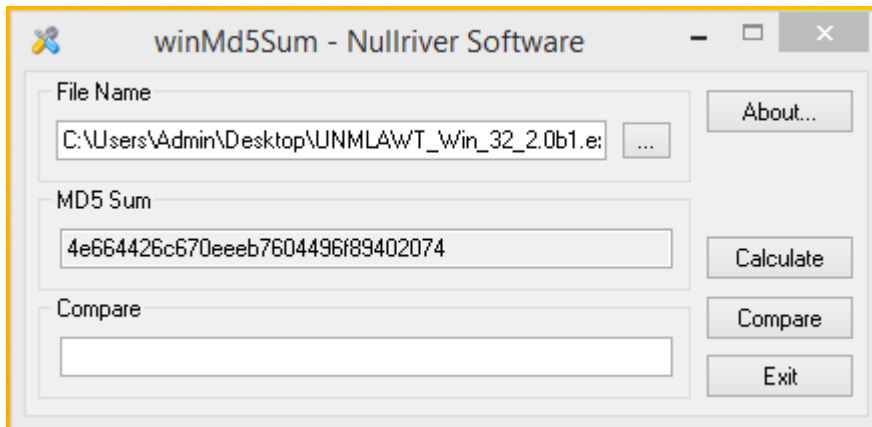 winMd5Sum - Nullriver Software
File Name
About...
C:\Users\Admin\Desktop\UNMLAWT_Win_32_2.0b1.e
...
MD5 Sum
4e664426c670eeeb7604496f89402074
Calculate
Compare
Compare
Exit